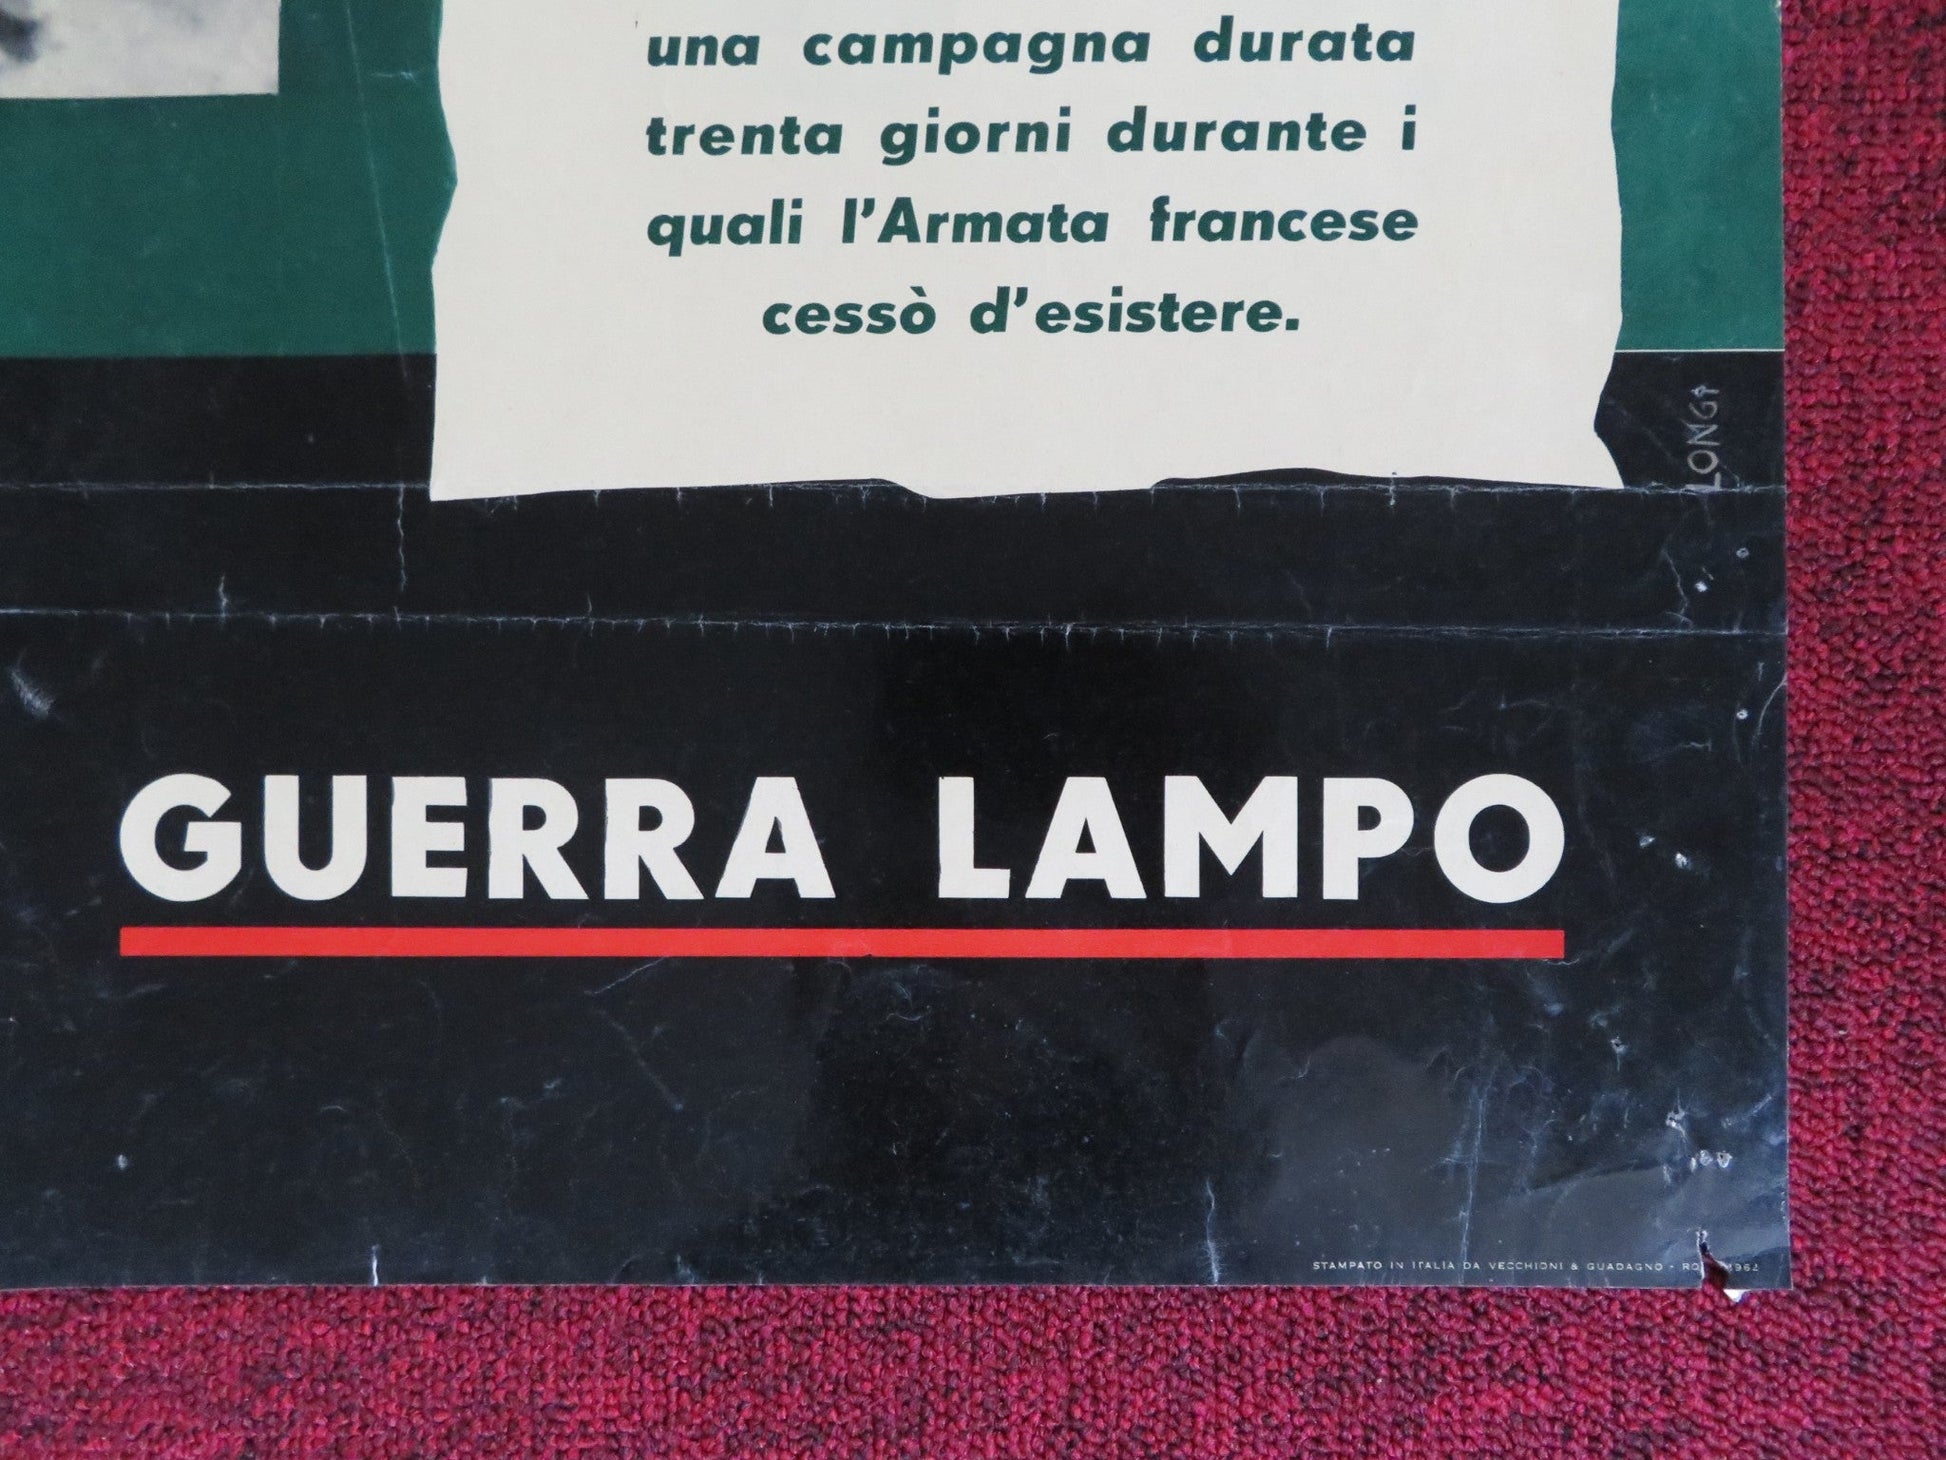 una campagna durata
trenta giorni durante i
quali l'Armata francese
cessò d'esistere.
LONGI
GUERRA LAMPO
STAMPATO IN ITALIA DA VECCHIONI & GUADAGNO - 1962